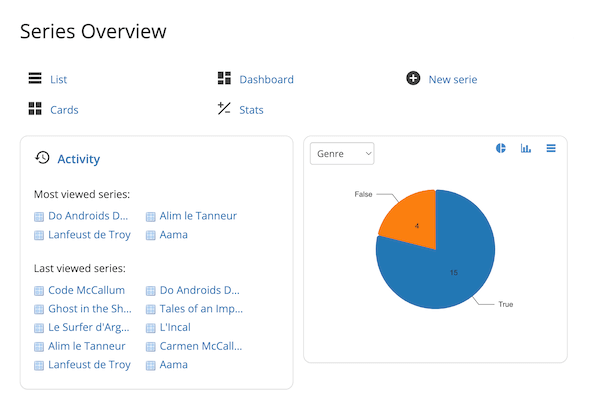 Series Overview
List
Dashboard
New serie
Cards
Stats
Activity
Most viewed series:
Do Androids D...
Alim le Tanneur
Lanfeust de Troy
Aama
Last viewed series:
Code McCallum
Do Androids D...
Ghost in the Sh...
Tales of an Imp...
Le Surfer d'Arg...
L'Incal
Alim le Tanneur
Carmen McCall...
Lanfeust de Troy
Aama
Genre
False
4
15
True